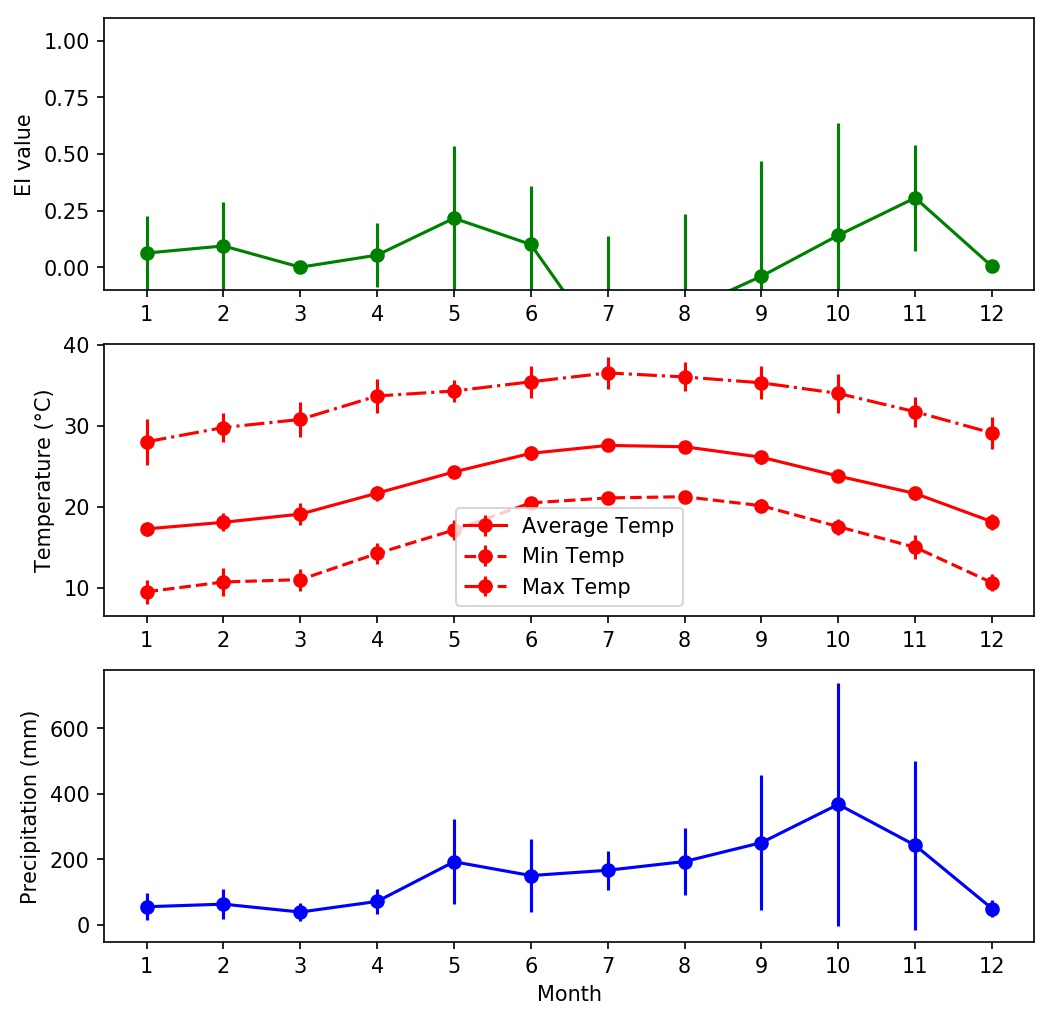 EI value
1.00
0.75
0.50
0.25
0.00
1 2 3 4 5 6 7 8 9 10 11 12
Temperature (°C)
40
30
20
10
Average Temp
Min Temp
Max Temp
1 2 3 4 5 6 7 8 9 10 11 12
Precipitation (mm)
600
400
200
0
1 2 3 4 5 6 7 8 9 10 11 12
Month